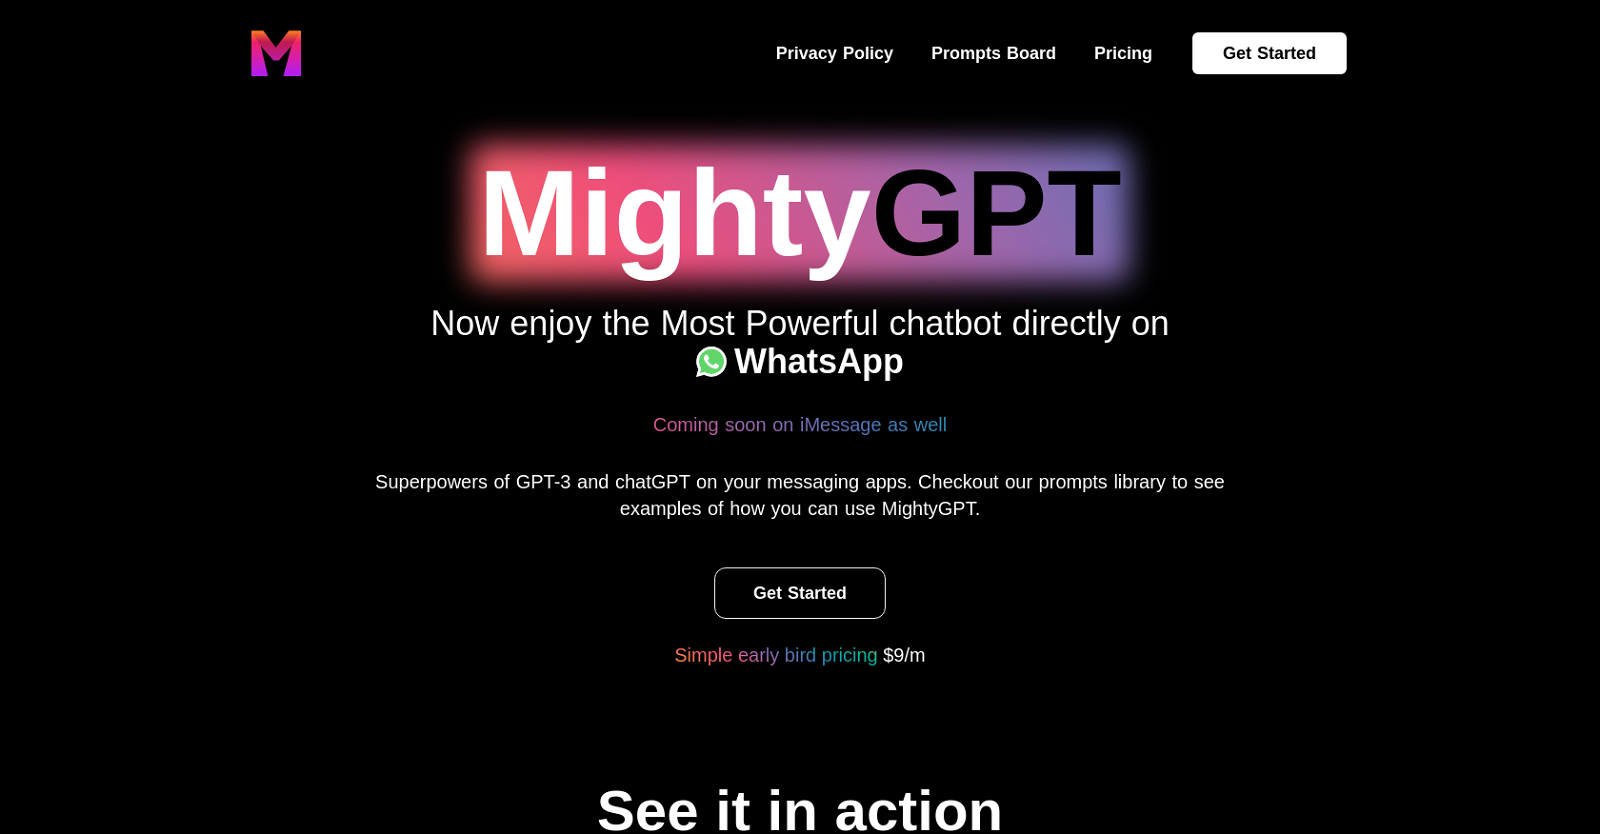 M
Privacy Policy Prompts Board Pricing Get Started
MightyGPT
Now enjoy the Most Powerful chatbot directly on
WhatsApp
Coming soon on iMessage as well
Superpowers of GPT-3 and chatGPT on your messaging apps. Checkout our prompts library to see
examples of how you can use MightyGPT.
Get Started
Simple early bird pricing $9/m
See it in action